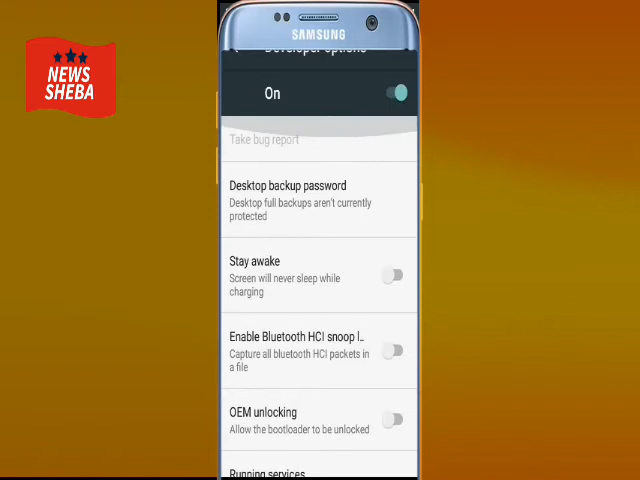 NEWS
SHEBA
SAMSUNG
Developer options
On
Take bug report
Desktop backup password
Desktop full backups aren't currently
protected
Stay awake
Screen will never sleep while
charging
Enable Bluetooth HCI snoop l..
Capture all bluetooth HCI packets in
a file
OEM unlocking
Allow the bootloader to be unlocked
Running services